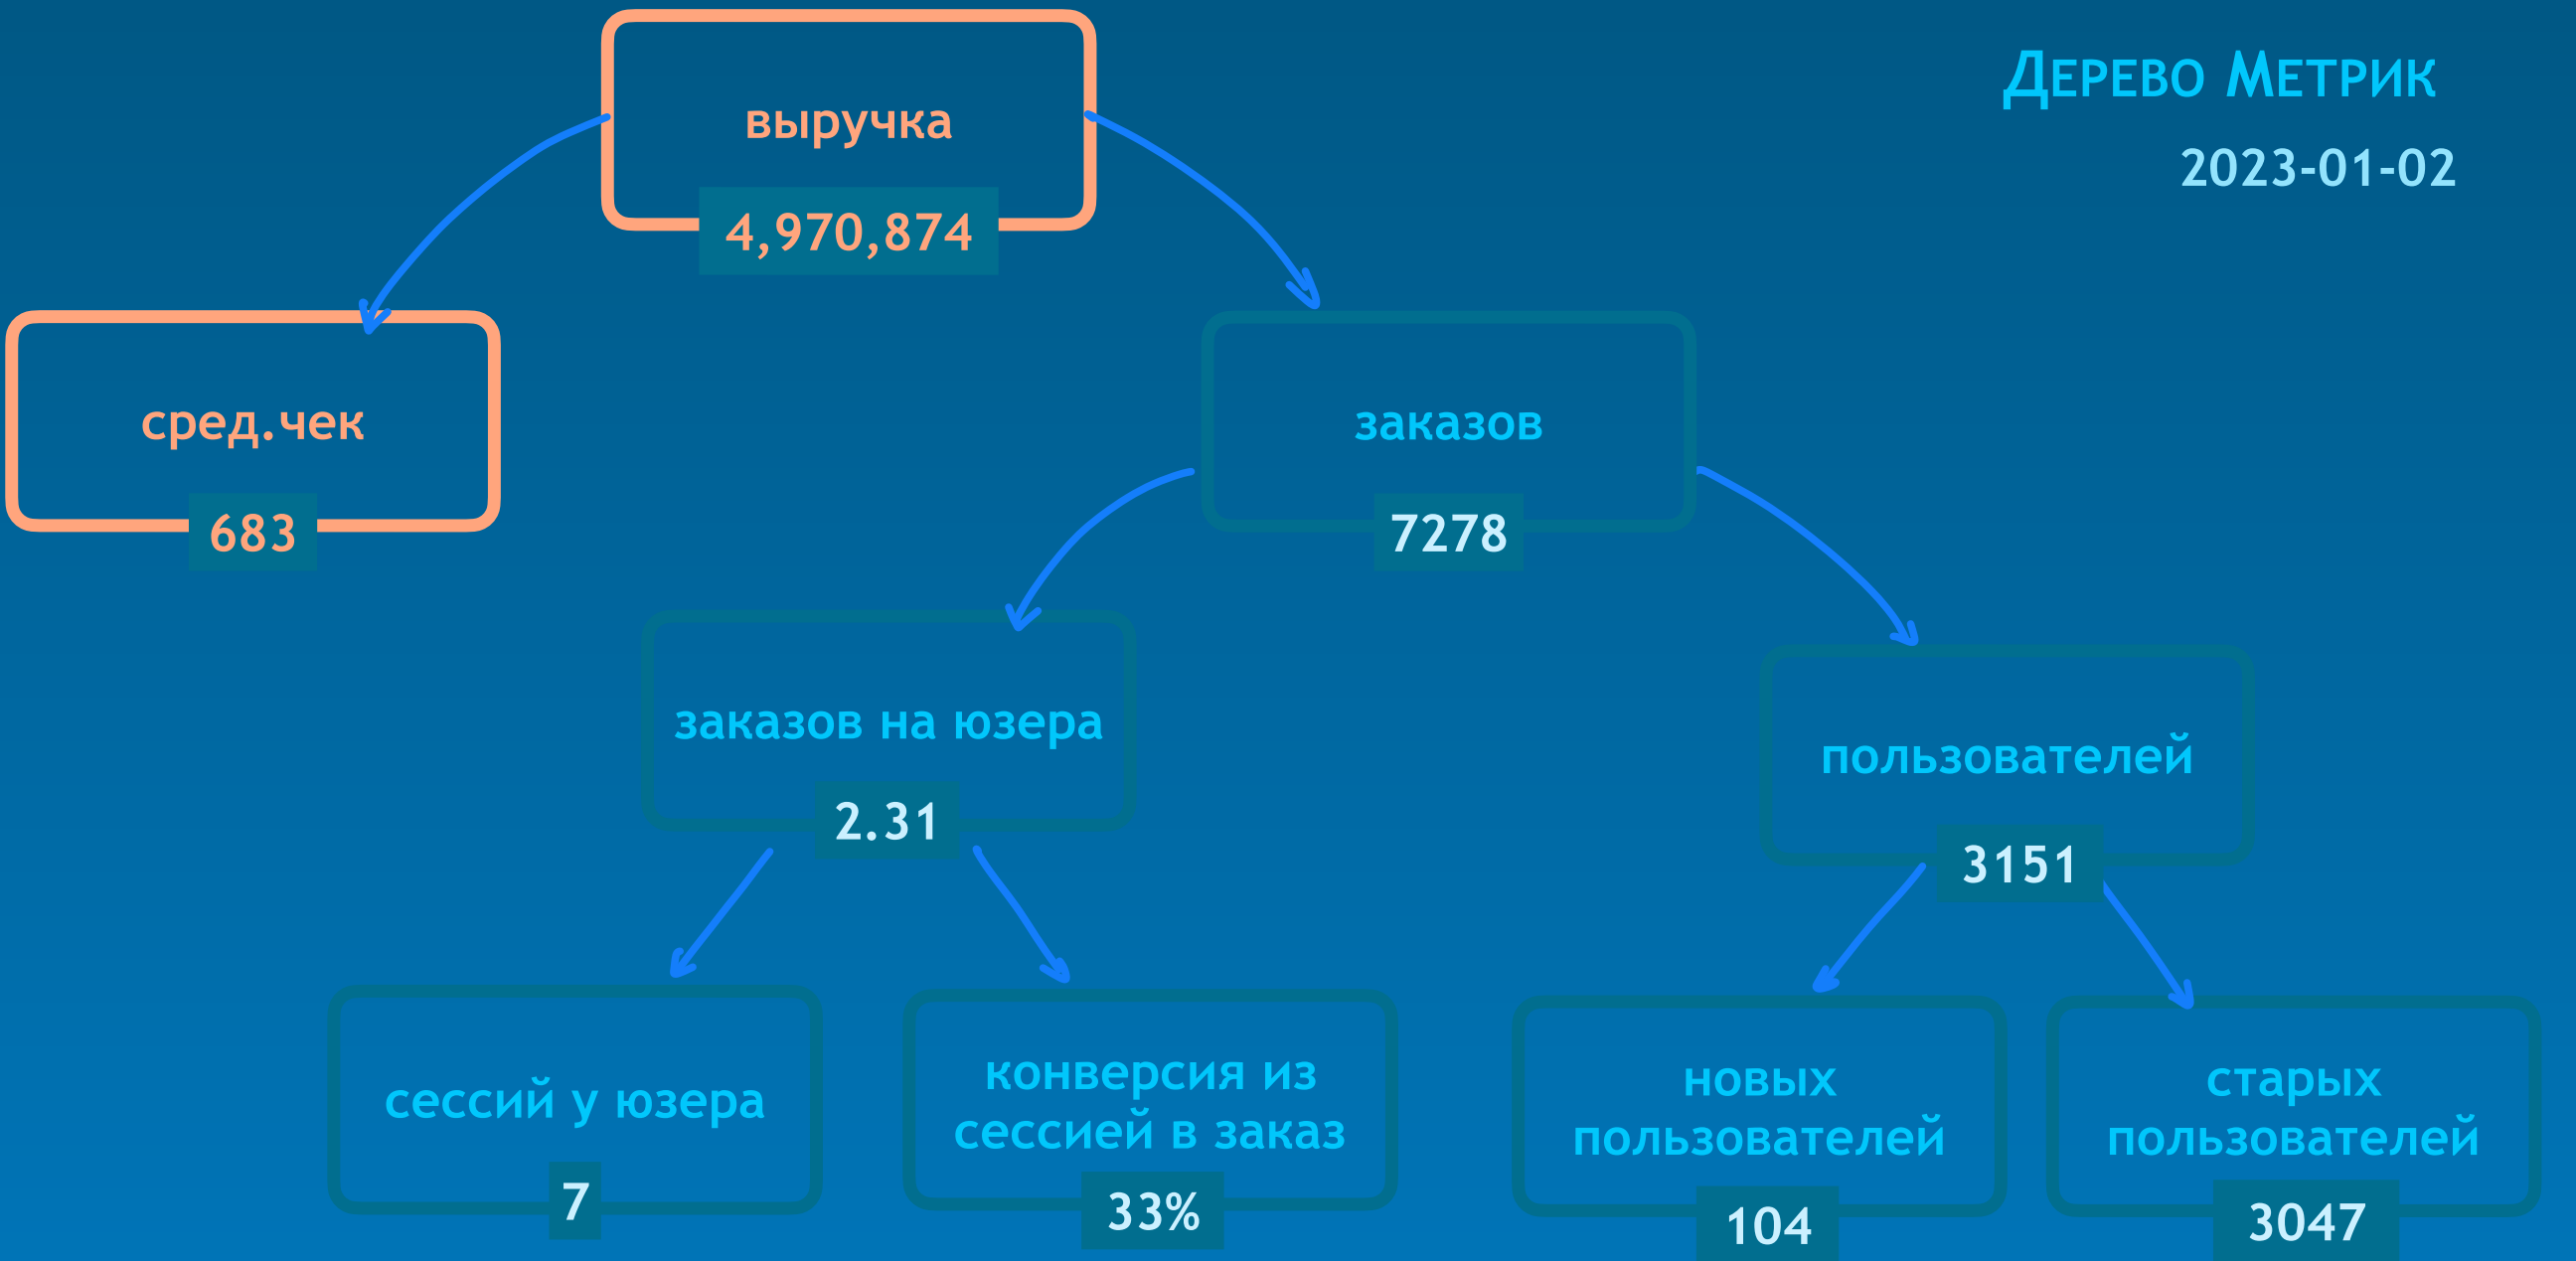 Дерево Метрик
2023-01-02
выручка
4,970,874
сред.чек
683
заказов
7278
заказов на юзера
2.31
пользователей
3151
сессий у юзера
7
конверсия из
сессией в заказ
33%
новых
пользователей
104
старых
пользователей
3047